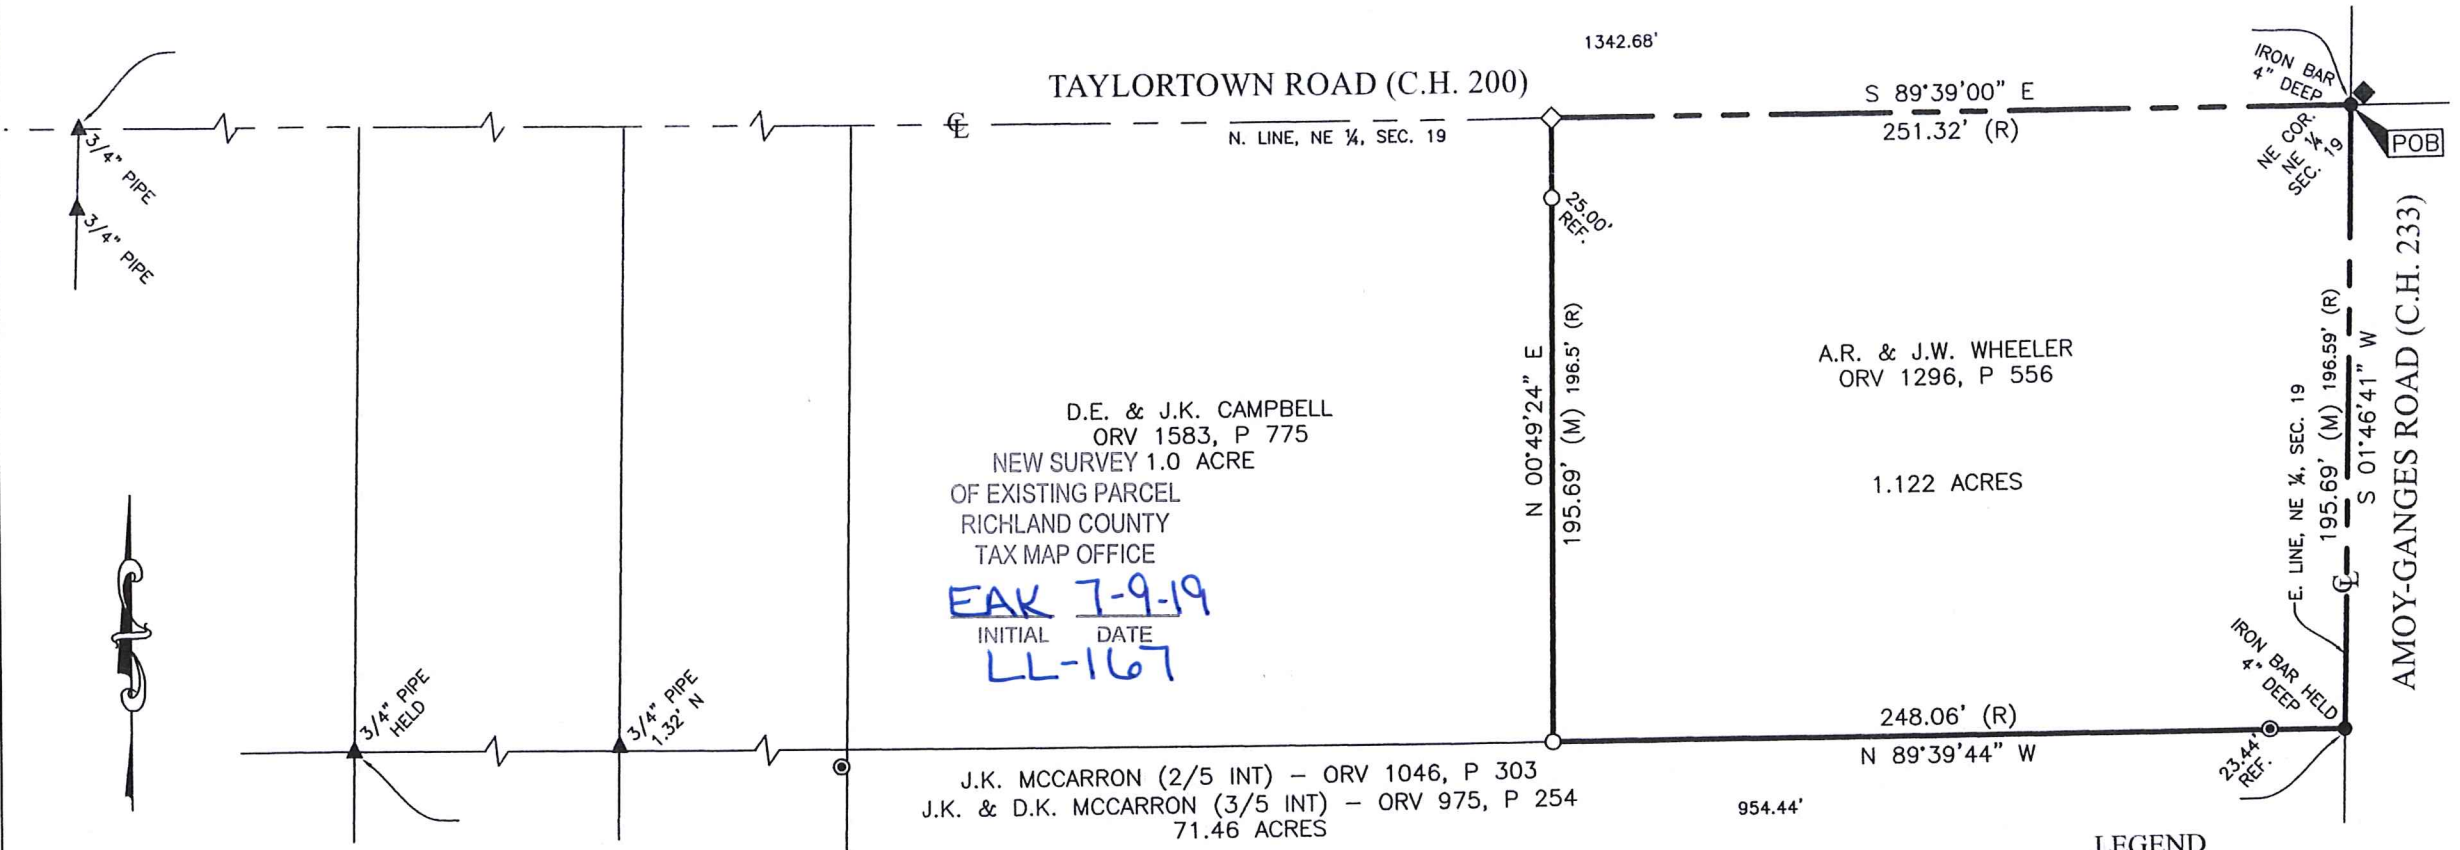 1342.68'
TAYLORTOWN ROAD (C.H. 200)
S 89°39'00" E
251.32' (R)
IRON BAR
4" DEEP
NE COR.
NE ¼
SEC. 19
POB
℄
N. LINE, NE ¼, SEC. 19
3/4" PIPE
3/4" PIPE
25.00'
REF.
N 00°49'24" E
195.69' (M) 196.5' (R)
A.R. & J.W. WHEELER
ORV 1296, P 556
1.122 ACRES
E. LINE, NE ¼, SEC. 19
195.69' (M) 196.59' (R)
S 01°46'41" W
℄
AMOY-GANGES ROAD (C.H. 233)
D.E. & J.K. CAMPBELL
ORV 1583, P 775
NEW SURVEY 1.0 ACRE
OF EXISTING PARCEL
RICHLAND COUNTY
TAX MAP OFFICE
EAK 7-9-19
INITIAL DATE
LL-167
3/4" PIPE
HELD
3/4" PIPE
1.32' N
IRON BAR HELD
4" DEEP
248.06' (R)
N 89°39'44" W
23.44'
REF.
J.K. MCCARRON (2/5 INT) – ORV 1046, P 303
J.K. & D.K. MCCARRON (3/5 INT) – ORV 975, P 254
71.46 ACRES
954.44'
LEGEND